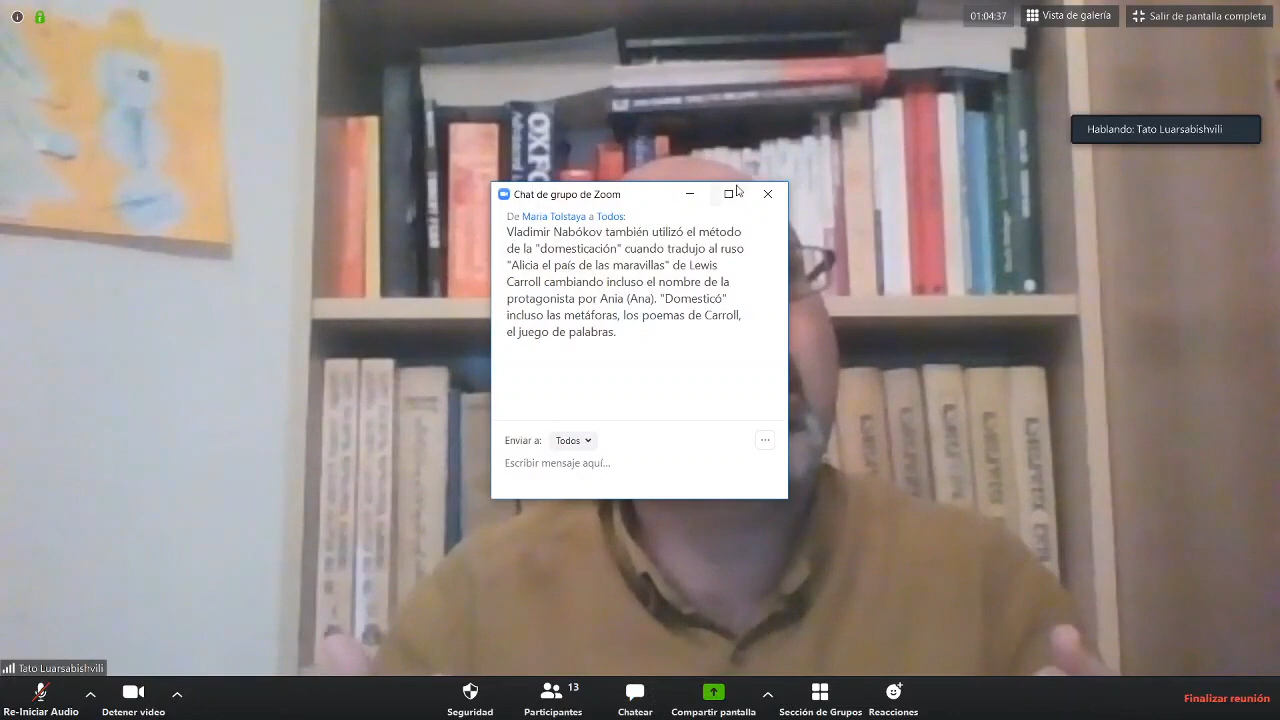 01:04:37
Vista de galería
Salir de pantalla completa
Hablando: Tato Luarsabishvili
Chat de grupo de Zoom
De Maria Tolstaya a Todos:
Vladimir Nabókov también utilizó el método
de la "domesticación" cuando tradujo al ruso
"Alicia el país de las maravillas" de Lewis
Carroll cambiando incluso el nombre de la
protagonista por Ania (Ana). "Domesticó"
incluso las metáforas, los poemas de Carroll,
el juego de palabras.
Enviar a:
Todos
Escribir mensaje aquí...
Tato Luarsabishvili
Re-Iniciar Audio
Detener video
Seguridad
13
Participantes
Chatear
Compartir pantalla
Sección de Grupos
Reacciones
Finalizar reunión